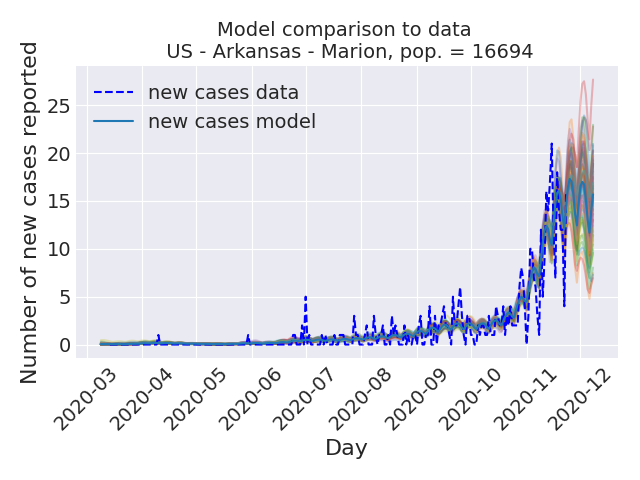 Model comparison to data
US - Arkansas - Marion, pop. = 16694
Number of new cases reported
25
20
15
10
5
0
new cases data
new cases model
2020-03
2020-04
2020-05
2020-06
2020-07
2020-08
2020-09
2020-10
2020-11
2020-12
Day